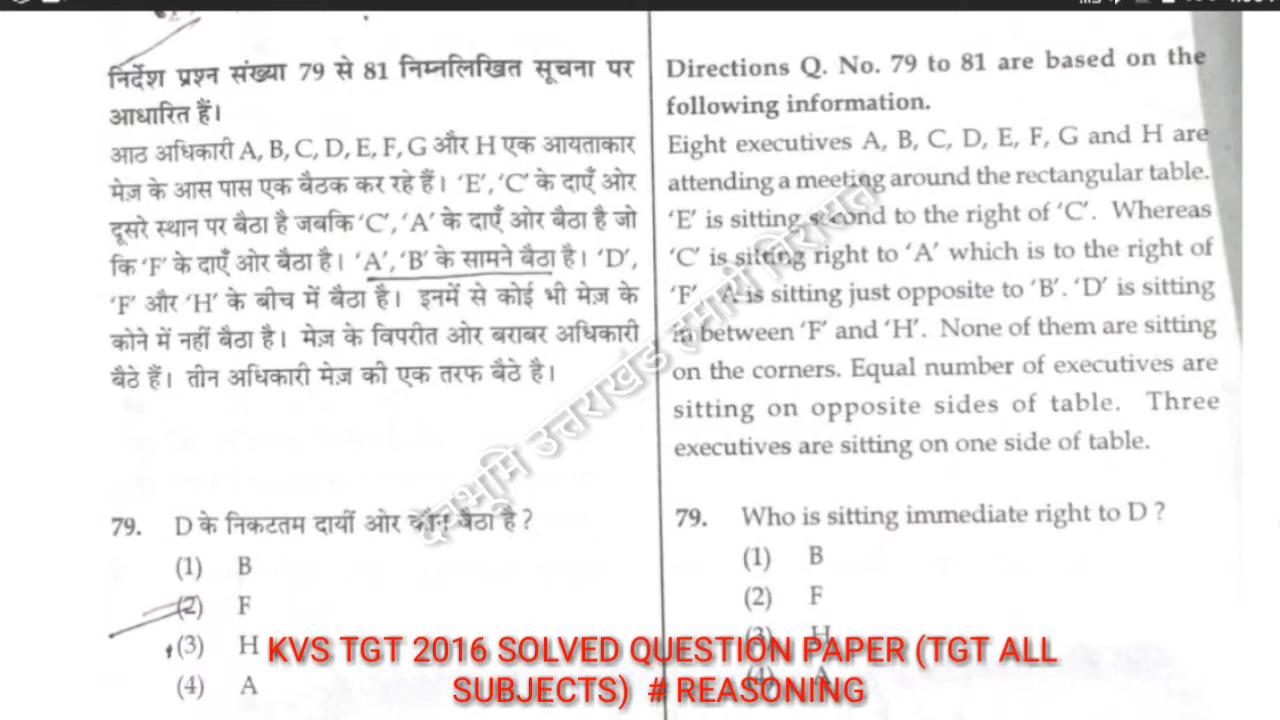 निर्देश प्रश्न संख्या 79 से 81 निम्नलिखित सूचना पर
आधारित हैं।
आठ अधिकारी A, B, C, D, E, F, G और H एक आयताकार
मेज़ के आस पास एक बैठक कर रहे हैं। ‘E’, ‘C’ के दाएँ ओर
दूसरे स्थान पर बैठा है जबकि ‘C’, ‘A’ के दाएँ ओर बैठा है जो
कि ‘F’ के दाएँ ओर बैठा है। ‘A’, ‘B’ के सामने बैठा है। ‘D’,
‘F’ और ‘H’ के बीच में बैठा है। इनमें से कोई भी मेज़ के
कोने में नहीं बैठा है। मेज़ के विपरीत ओर बराबर अधिकारी
बैठे हैं। तीन अधिकारी मेज़ की एक तरफ बैठे है।
79. D के निकटतम दायीं ओर कौन बैठा है ?
(1) B
(2) F
(3) H
(4) A
Directions Q. No. 79 to 81 are based on the
following information.
Eight executives A, B, C, D, E, F, G and H are
attending a meeting around the rectangular table.
‘E’ is sitting second to the right of ‘C’. Whereas
‘C’ is sitting right to ‘A’ which is to the right of
‘F’. A is sitting just opposite to ‘B’. ‘D’ is sitting
in between ‘F’ and ‘H’. None of them are sitting
on the corners. Equal number of executives are
sitting on opposite sides of table. Three
executives are sitting on one side of table.
79. Who is sitting immediate right to D ?
(1) B
(2) F
(3) H
(4) A
देवभूमि उत्तराखंड हमारी विरासत
KVS TGT 2016 SOLVED QUESTION PAPER (TGT ALL
SUBJECTS) # REASONING